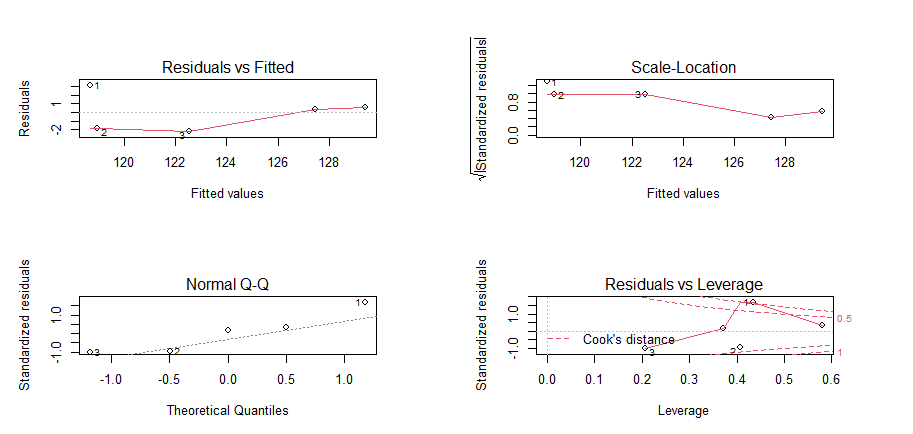 Residuals vs Fitted
Residuals
1
-2
1
2
3
120 122 124 126 128
Fitted values
Scale-Location
√|Standardized residuals|
0.8
0.0
1
2
3
120 122 124 126 128
Fitted values
Normal Q-Q
Standardized residuals
1.0
-1.0
1
2
3
-1.0 -0.5 0.0 0.5 1.0
Theoretical Quantiles
Residuals vs Leverage
Standardized residuals
1.0
-1.0
1
0.5
Cook's distance
2
3
1
0.0 0.1 0.2 0.3 0.4 0.5 0.6
Leverage